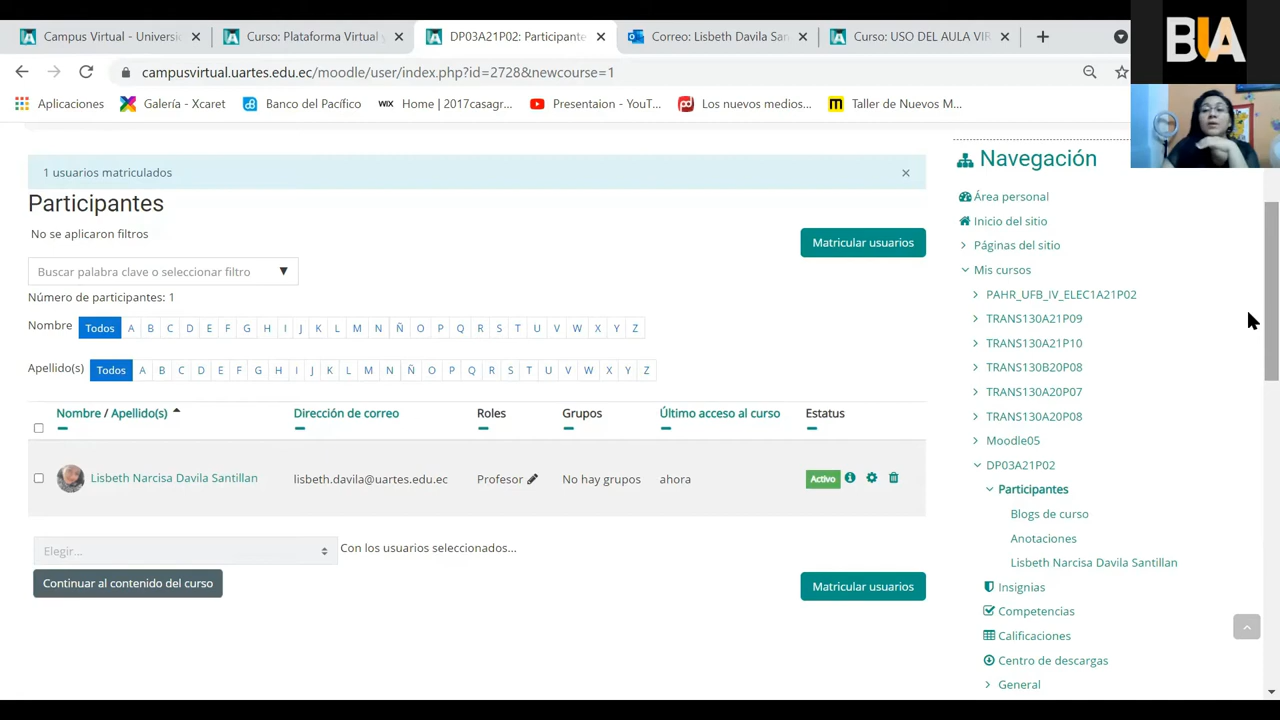 Campus Virtual - Universi
Curso: Plataforma Virtual y
DP03A21P02: Participante
Correo: Lisbeth Davila San
Curso: USO DEL AULA VIR
BUA
campusvirtual.uartes.edu.ec/moodle/user/index.php?id=2728&newcourse=1
Aplicaciones
Galería - Xcaret
Banco del Pacífico
WIX Home | 2017casagr...
Presentaion - YouT...
Los nuevos medios...
Taller de Nuevos M...
1 usuarios matriculados
Participantes
No se aplicaron filtros
Matricular usuarios
Buscar palabra clave o seleccionar filtro
Número de participantes: 1
Nombre Todos A B C D E F G H I J K L M N Ñ O P Q R S T U V W X Y Z
Apellido(s) Todos A B C D E F G H I J K L M N Ñ O P Q R S T U V W X Y Z
Nombre / Apellido(s) Dirección de correo Roles Grupos Último acceso al curso Estatus
Lisbeth Narcisa Davila Santillan lisbeth.davila@uartes.edu.ec Profesor No hay grupos ahora Activo
Elegir... Con los usuarios seleccionados...
Continuar al contenido del curso
Matricular usuarios
Navegación
Área personal
Inicio del sitio
Páginas del sitio
Mis cursos
PAHR_UFB_IV_ELEC1A21P02
TRANS130A21P09
TRANS130A21P10
TRANS130B20P08
TRANS130A20P07
TRANS130A20P08
Moodle05
DP03A21P02
Participantes
Blogs de curso
Anotaciones
Lisbeth Narcisa Davila Santillan
Insignias
Competencias
Calificaciones
Centro de descargas
General